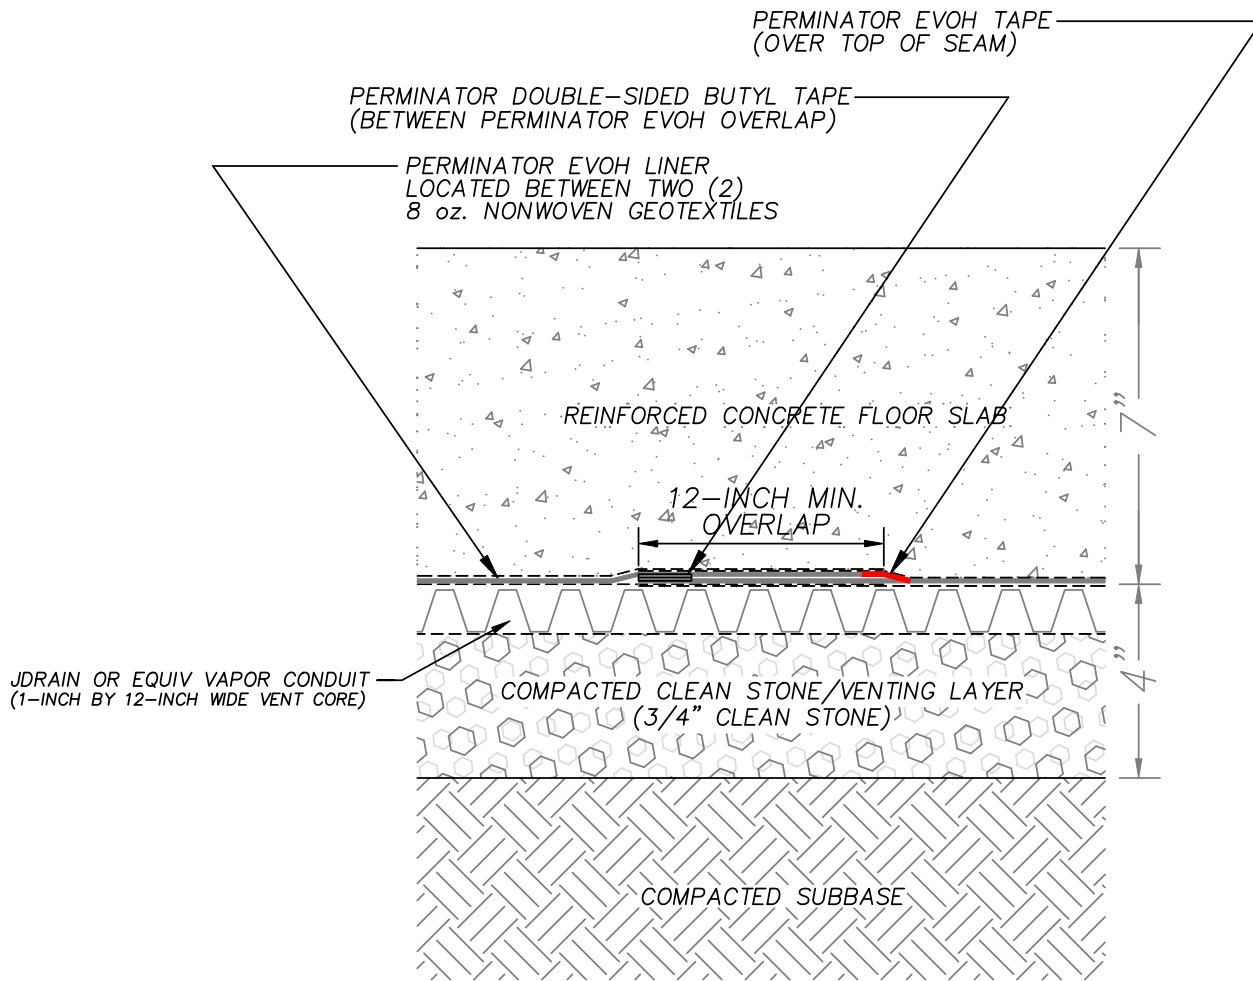 PERMINATOR EVOH TAPE
(OVER TOP OF SEAM)
PERMINATOR DOUBLE-SIDED BUTYL TAPE
(BETWEEN PERMINATOR EVOH OVERLAP)
PERMINATOR EVOH LINER
LOCATED BETWEEN TWO (2)
8 oz. NONWOVEN GEOTEXTILES
REINFORCED CONCRETE FLOOR SLAB
7"
12-INCH MIN.
OVERLAP
JDRAIN OR EQUIV VAPOR CONDUIT
(1-INCH BY 12-INCH WIDE VENT CORE)
COMPACTED CLEAN STONE/VENTING LAYER
(3/4" CLEAN STONE)
4"
COMPACTED SUBBASE